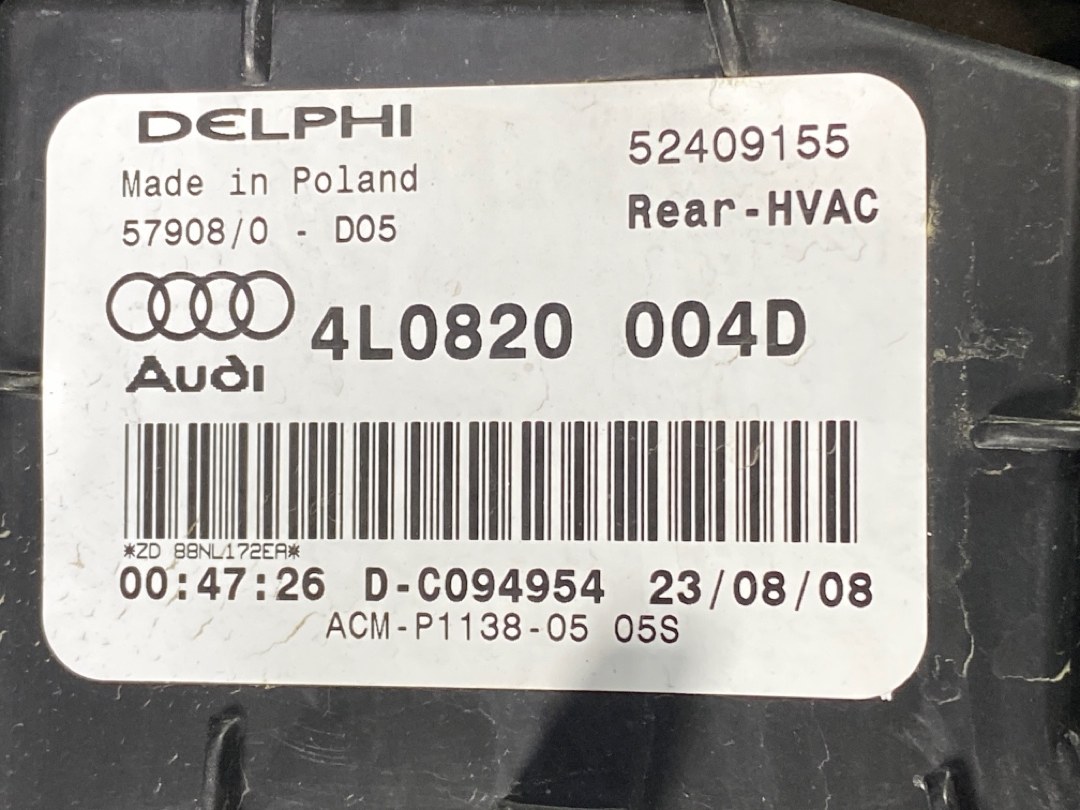 DELPHI
Made in Poland
57908/0 - D05
52409155
Rear-HVAC
Audi
4L0820 004D
*ZD 88NL172EA*
00:47:26 D-C094954 23/08/08
ACM-P1138-05 05S